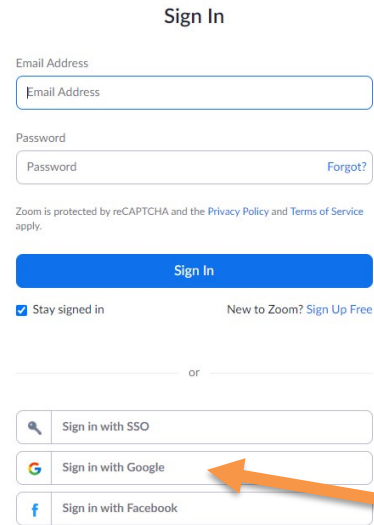 Sign In
Email Address
Email Address
Password
Password Forgot?
Zoom is protected by reCAPTCHA and the Privacy Policy and Terms of Service
apply.
Sign In
Stay signed in New to Zoom? Sign Up Free
or
Sign in with SSO
G Sign in with Google
f Sign in with Facebook